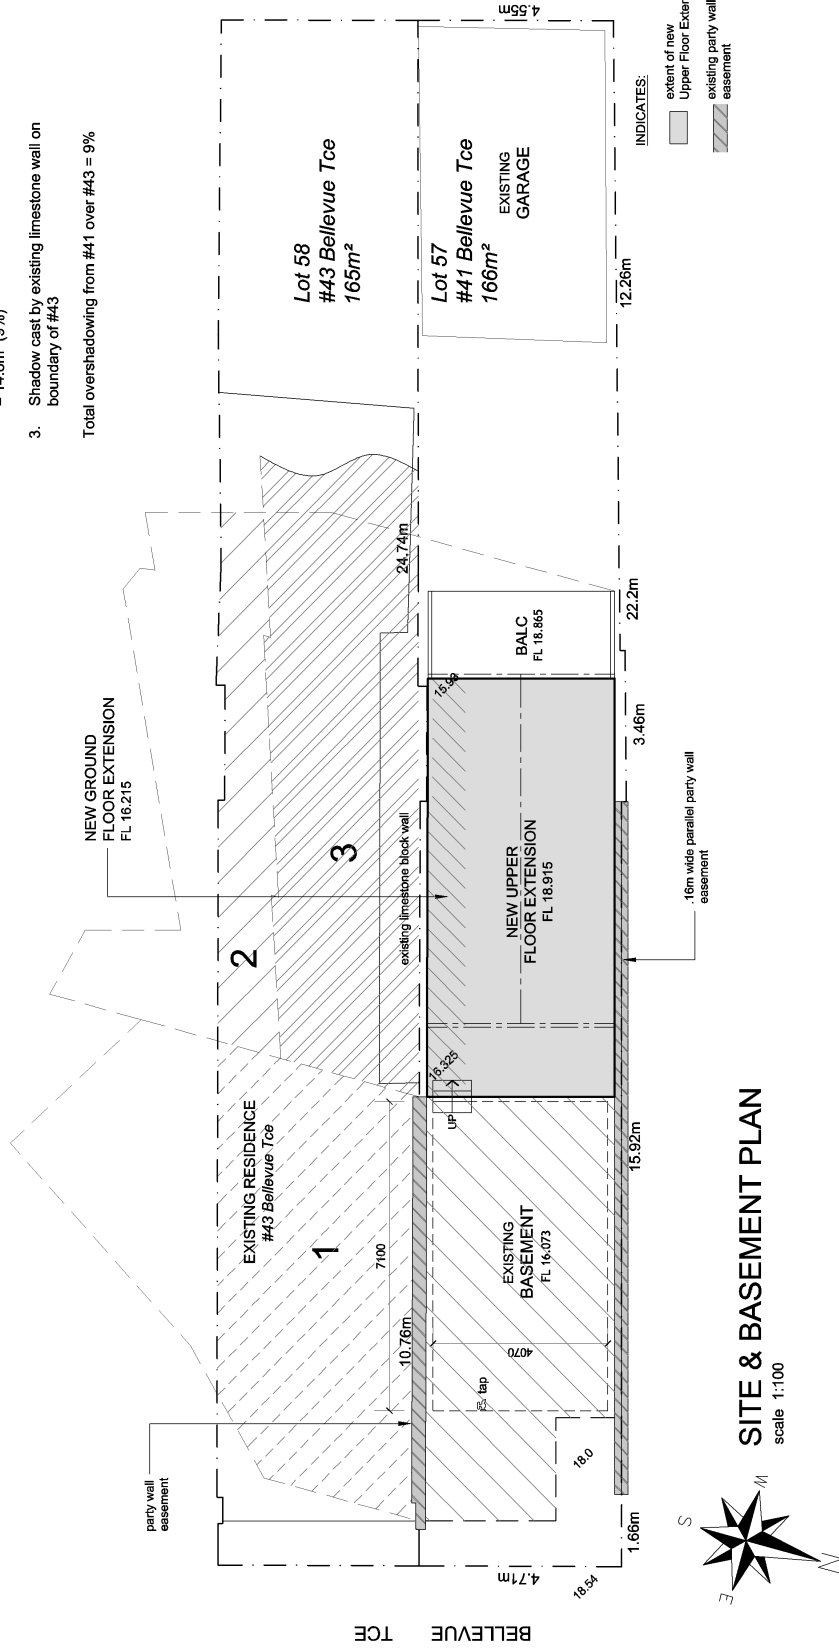 = 14.8m² (9%)
3. Shadow cast by existing limestone wall on
boundary of #43
Total overshadowing from #41 over #43 = 9%
4.55m
INDICATES:
extent of new
existing party wall
easement
Lot 58
#43 Bellevue Tce
165m²
Lot 57
#41 Bellevue Tce
166m²
EXISTING
GARAGE
12.26m
24.74m
22.2m
BALC
FL 18.865
15.93
3.46m
NEW GROUND
FLOOR EXTENSION
FL 16.215
3
2
existing limestone block wall
NEW UPPER
FLOOR EXTENSION
FL 18.915
.16m wide parallel party wall
easement
16.325
UP
EXISTING RESIDENCE
#43 Bellevue Tce
1
7100
EXISTING
BASEMENT
FL 16.073
15.92m
10.76m
4070
tap
party wall
easement
18.0
1.66m
4.71m
18.54
BELLEVUE TCE
SITE & BASEMENT PLAN
scale 1:100
S
W
E
N